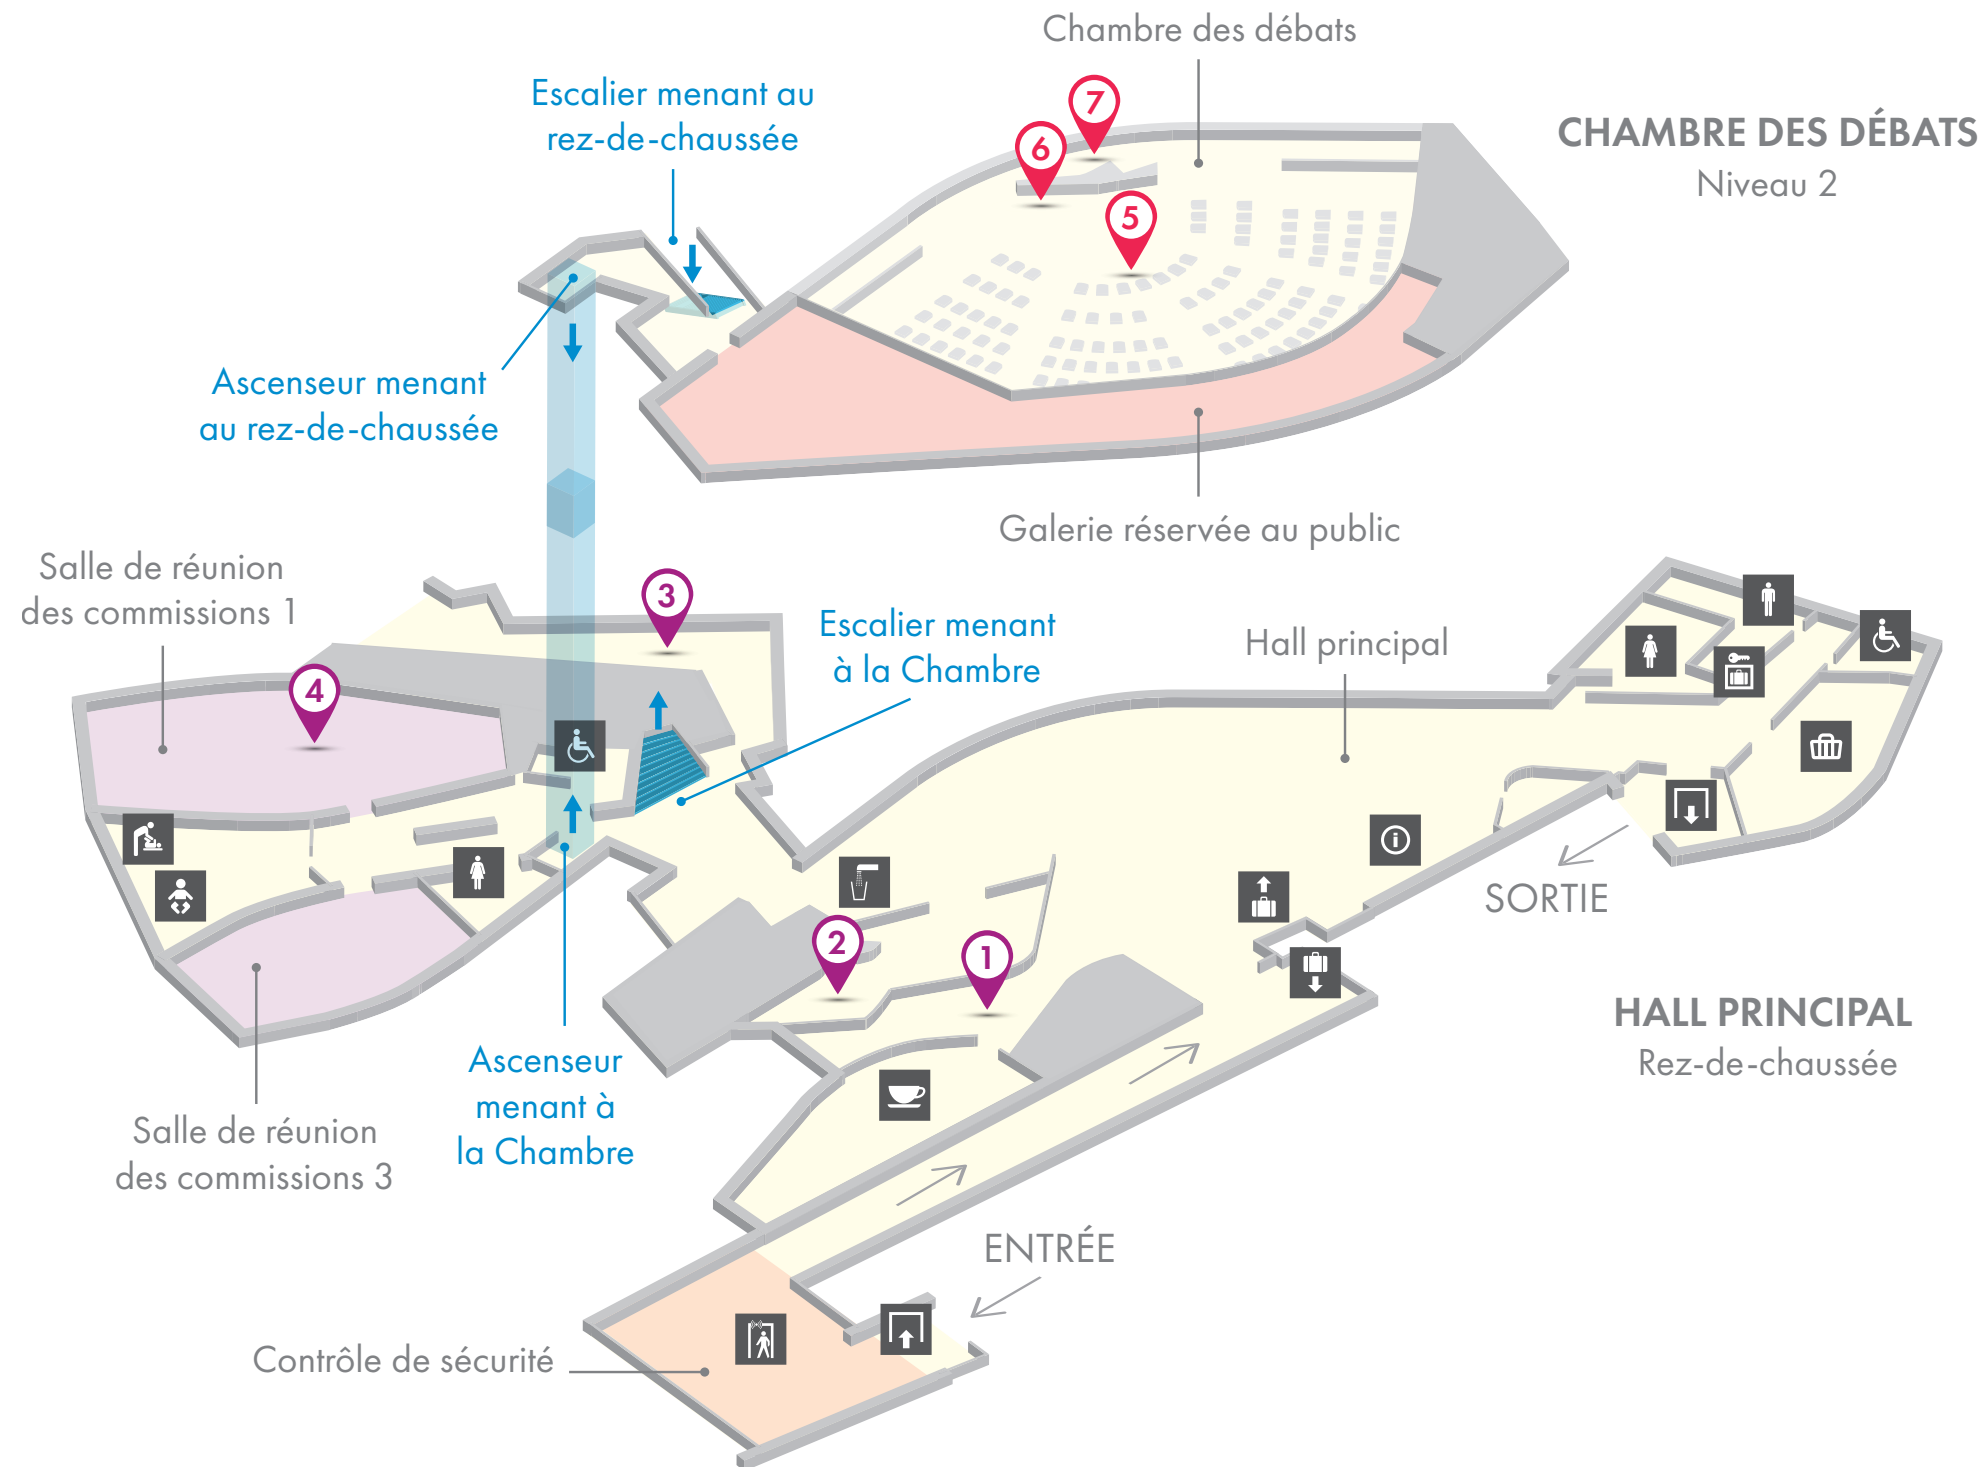 Chambre des débats
Escalier menant au
rez-de-chaussée
7
6
5
CHAMBRE DES DÉBATS
Niveau 2
Ascenseur menant
au rez-de-chaussée
Galerie réservée au public
Salle de réunion
des commissions 1
3
4
Escalier menant
à la Chambre
Hall principal
SORTIE
i
2
1
HALL PRINCIPAL
Rez-de-chaussée
Ascenseur
menant à
la Chambre
Salle de réunion
des commissions 3
ENTRÉE
Contrôle de sécurité